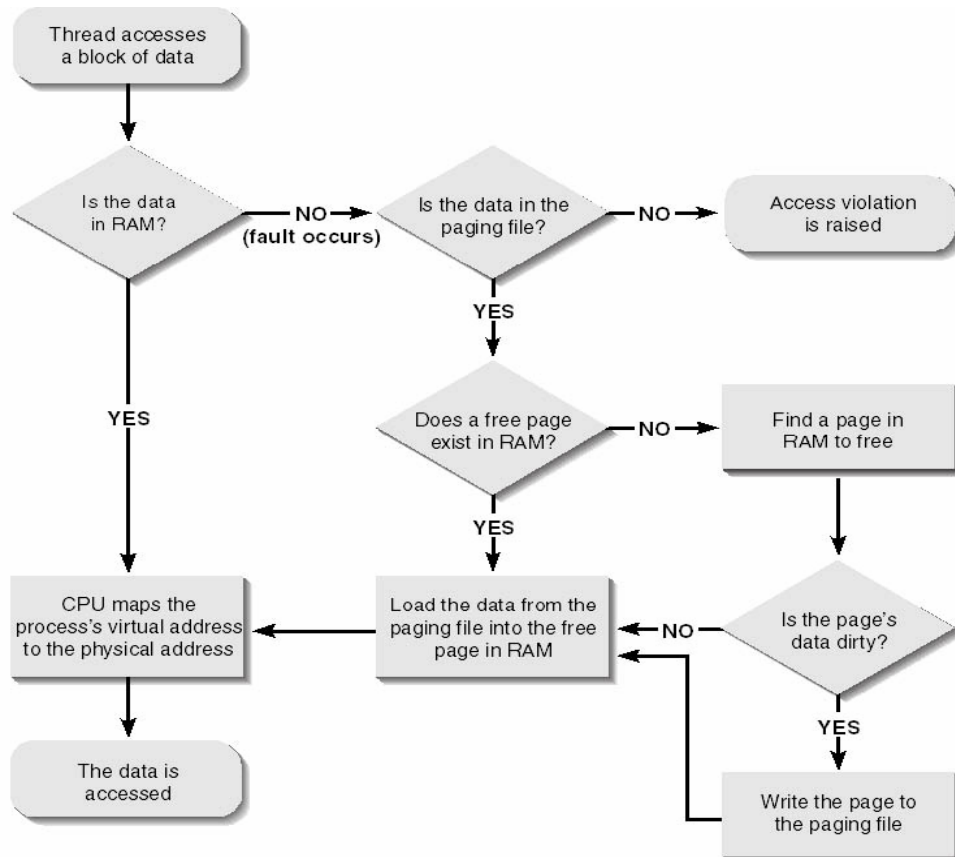 Thread accesses
a block of data
Is the data
in RAM?
NO
(fault occurs)
Is the data in the
paging file?
NO
Access violation
is raised
YES
YES
Does a free page
exist in RAM?
NO
Find a page in
RAM to free
YES
CPU maps the
process's virtual address
to the physical address
Load the data from the
paging file into the free
page in RAM
NO
Is the page's
data dirty?
YES
The data is
accessed
Write the page to
the paging file